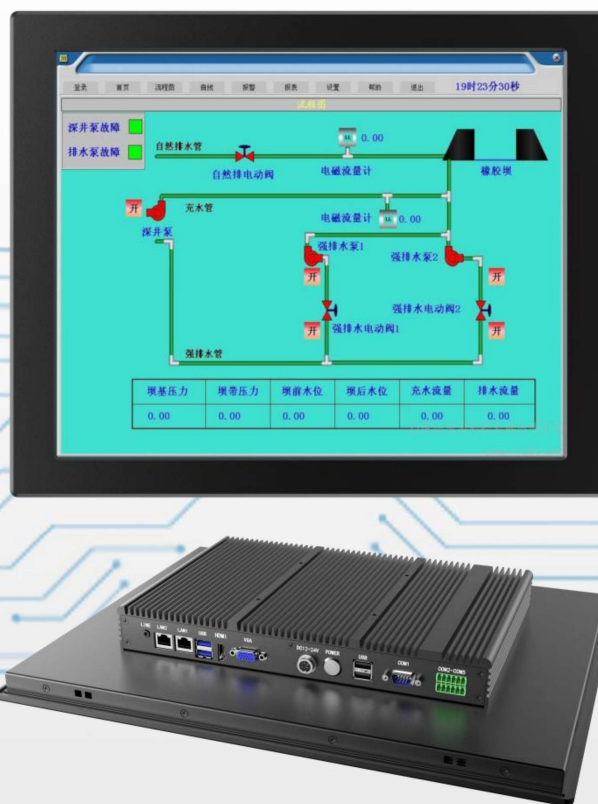 登录 首页 流程图 曲线 报警 报表 设置 帮助 退出 19时23分30秒
流程图
深井泵故障
排水泵故障
自然排水管
0.00
自然排电动阀
电磁流量计
橡胶坝
开
充水管
深井泵
电磁流量计
0.00
强排水泵1
强排水泵2
开
开
强排水电动阀2
开
强排水电动阀1
开
强排水管
坝基压力 坝带压力 坝前水位 坝后水位 充水流量 排水流量
0.00 0.00 0.00 0.00 0.00 0.00
LINE LAN2 LAN1 USB HDMI VGA DC12-24V POWER USB COM1 COM2-COM5